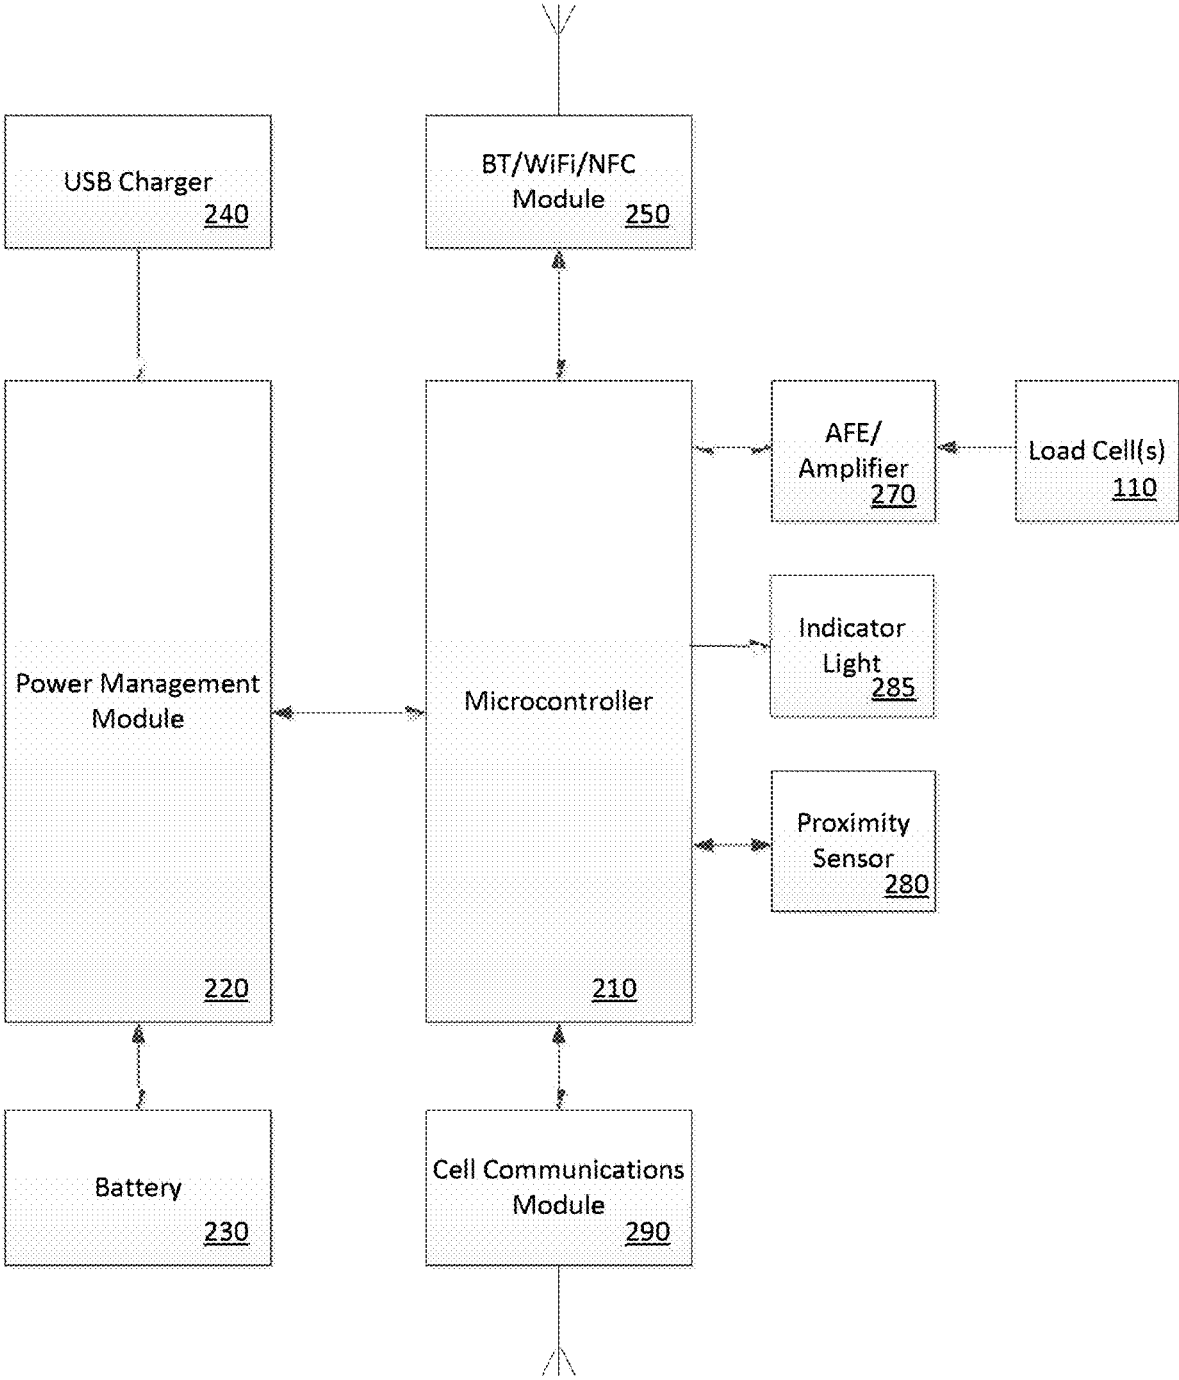 USB Charger
240
BT/WiFi/NFC
Module
250
AFE/
Amplifier
270
Load Cell(s)
110
Indicator
Light
285
Power Management
Module
220
Microcontroller
210
Proximity
Sensor
280
Battery
230
Cell Communications
Module
290